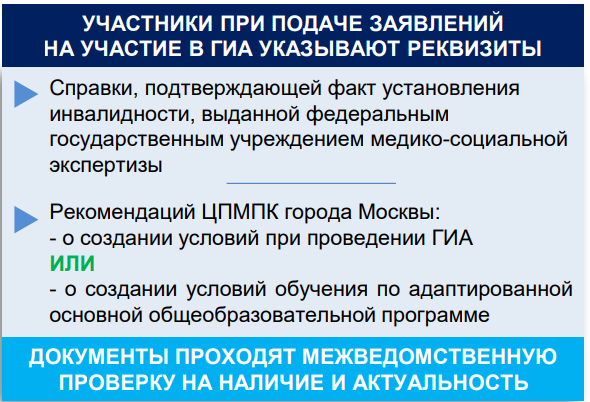 УЧАСТНИКИ ПРИ ПОДАЧЕ ЗАЯВЛЕНИЙ
НА УЧАСТИЕ В ГИА УКАЗЫВАЮТ РЕКВИЗИТЫ
Справки, подтверждающей факт установления
инвалидности, выданной федеральным
государственным учреждением медико-социальной
экспертизы
Рекомендаций ЦПМПК города Москвы:
- о создании условий при проведении ГИА
ИЛИ
- о создании условий обучения по адаптированной
основной общеобразовательной программе
ДОКУМЕНТЫ ПРОХОДЯТ МЕЖВЕДОМСТВЕННУЮ
ПРОВЕРКУ НА НАЛИЧИЕ И АКТУАЛЬНОСТЬ